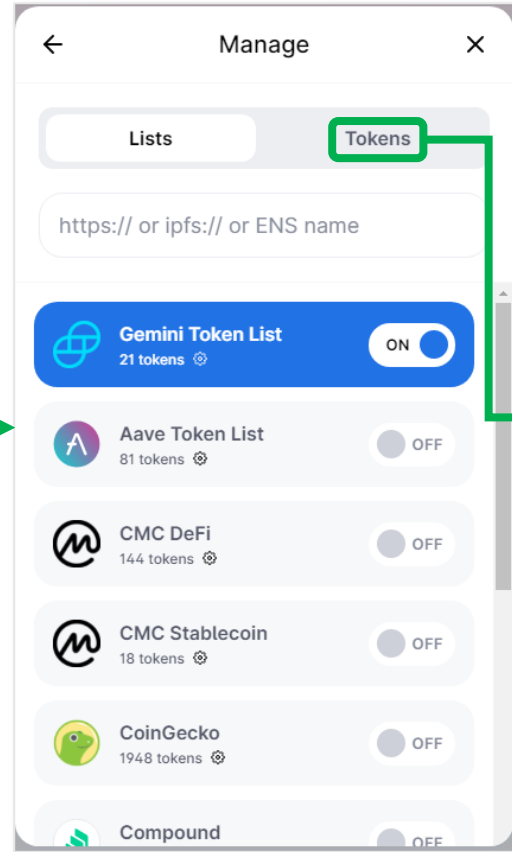 Manage
Lists
Tokens
https:// or ipfs:// or ENS name
Gemini Token List
21 tokens
ON
Aave Token List
81 tokens
OFF
CMC DeFi
144 tokens
OFF
CMC Stablecoin
18 tokens
OFF
CoinGecko
1948 tokens
OFF
Compound
OFF